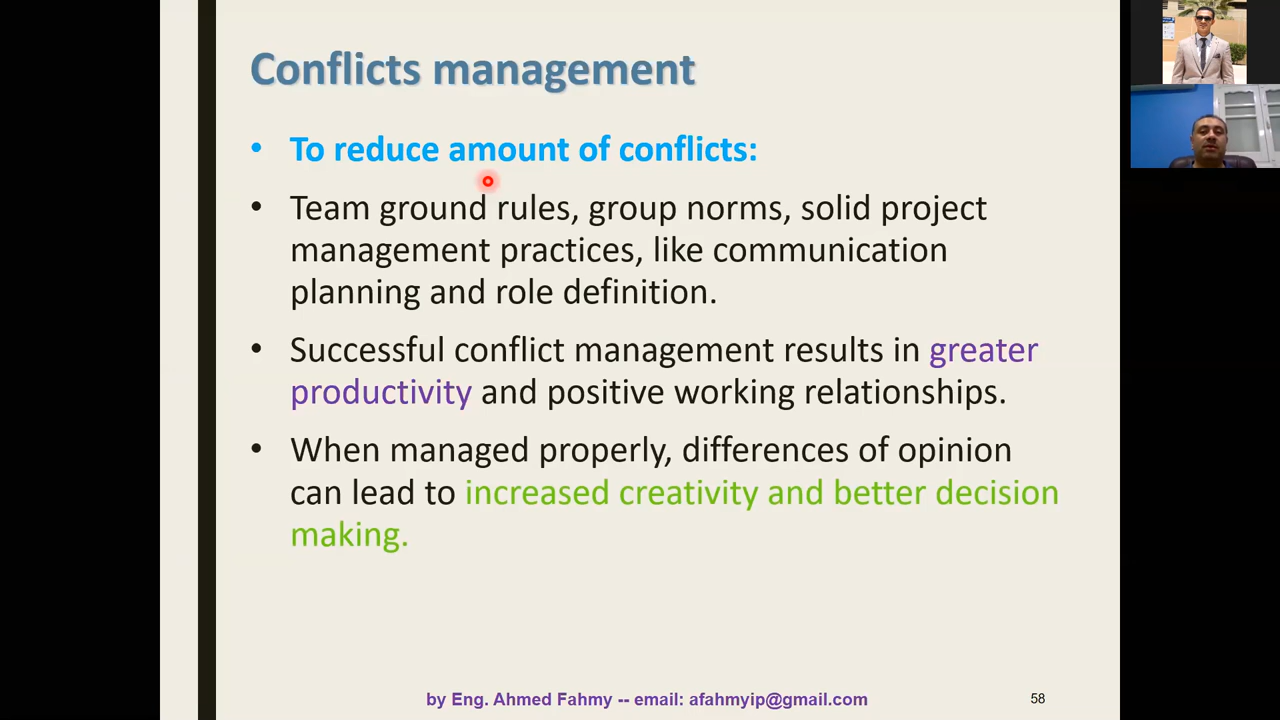 Conflicts management
• To reduce amount of conflicts:
• Team ground rules, group norms, solid project
management practices, like communication
planning and role definition.
• Successful conflict management results in greater
productivity and positive working relationships.
• When managed properly, differences of opinion
can lead to increased creativity and better decision
making.
by Eng. Ahmed Fahmy -- email: afahmyip@gmail.com
58